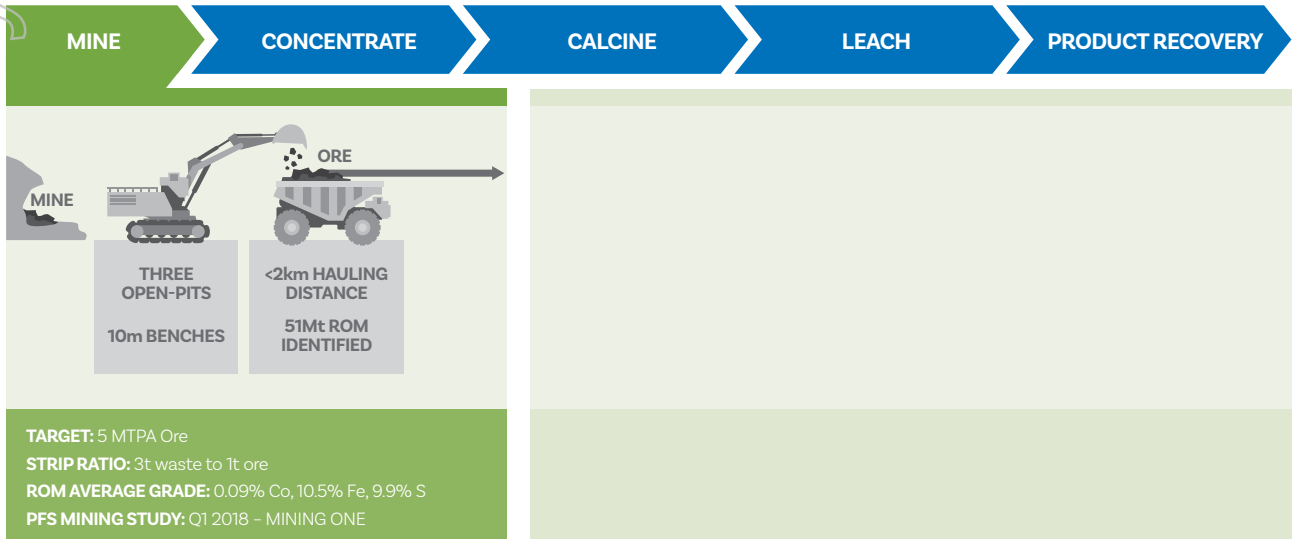 MINE
CONCENTRATE
CALCINE
LEACH
PRODUCT RECOVERY
ORE
MINE
THREE
OPEN-PITS
10m BENCHES
<2km HAULING
DISTANCE
51Mt ROM
IDENTIFIED
TARGET: 5 MTPA Ore
STRIP RATIO: 3t waste to 1t ore
ROM AVERAGE GRADE: 0.09% Co, 10.5% Fe, 9.9% S
PFS MINING STUDY: Q1 2018 – MINING ONE